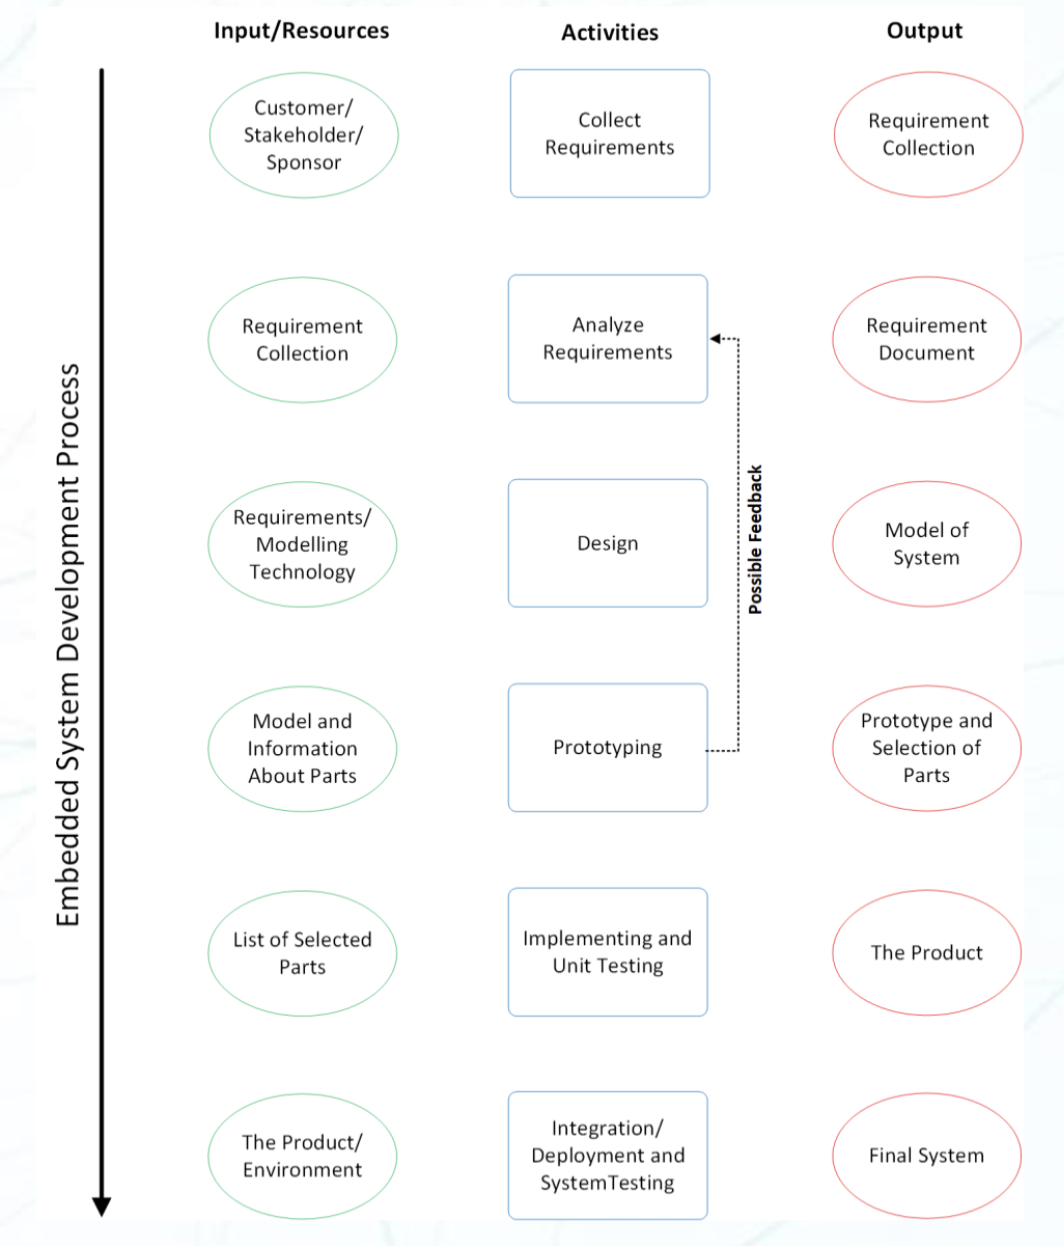 Input/Resources
Activities
Output
Embedded System Development Process
Customer/
Stakeholder/
Sponsor
Collect
Requirements
Requirement
Collection
Requirement
Collection
Analyze
Requirements
Requirement
Document
Possible Feedback
Requirements/
Modelling
Technology
Design
Model of
System
Model and
Information
About Parts
Prototyping
Prototype and
Selection of
Parts
List of Selected
Parts
Implementing and
Unit Testing
The Product
The Product/
Environment
Integration/
Deployment and
SystemTesting
Final System